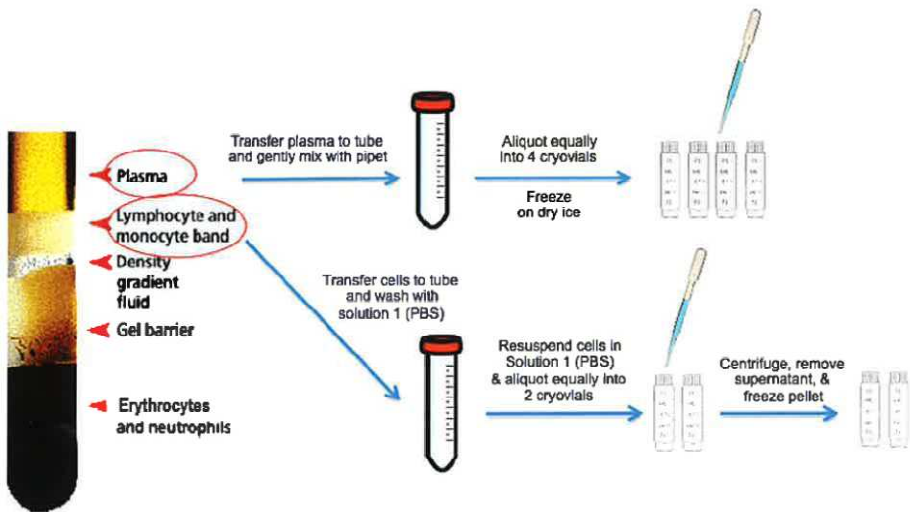 Plasma
Lymphocyte and
monocyte band
Density
gradient
fluid
Gel barrier
Erythrocytes
and neutrophils
Transfer plasma to tube
and gently mix with pipet
Aliquot equally
into 4 cryovials
Freeze
on dry ice
Transfer cells to tube
and wash with
solution 1 (PBS)
Resuspend cells in
Solution 1 (PBS)
& aliquot equally into
2 cryovials
Centrifuge, remove
supernatant, &
freeze pellet